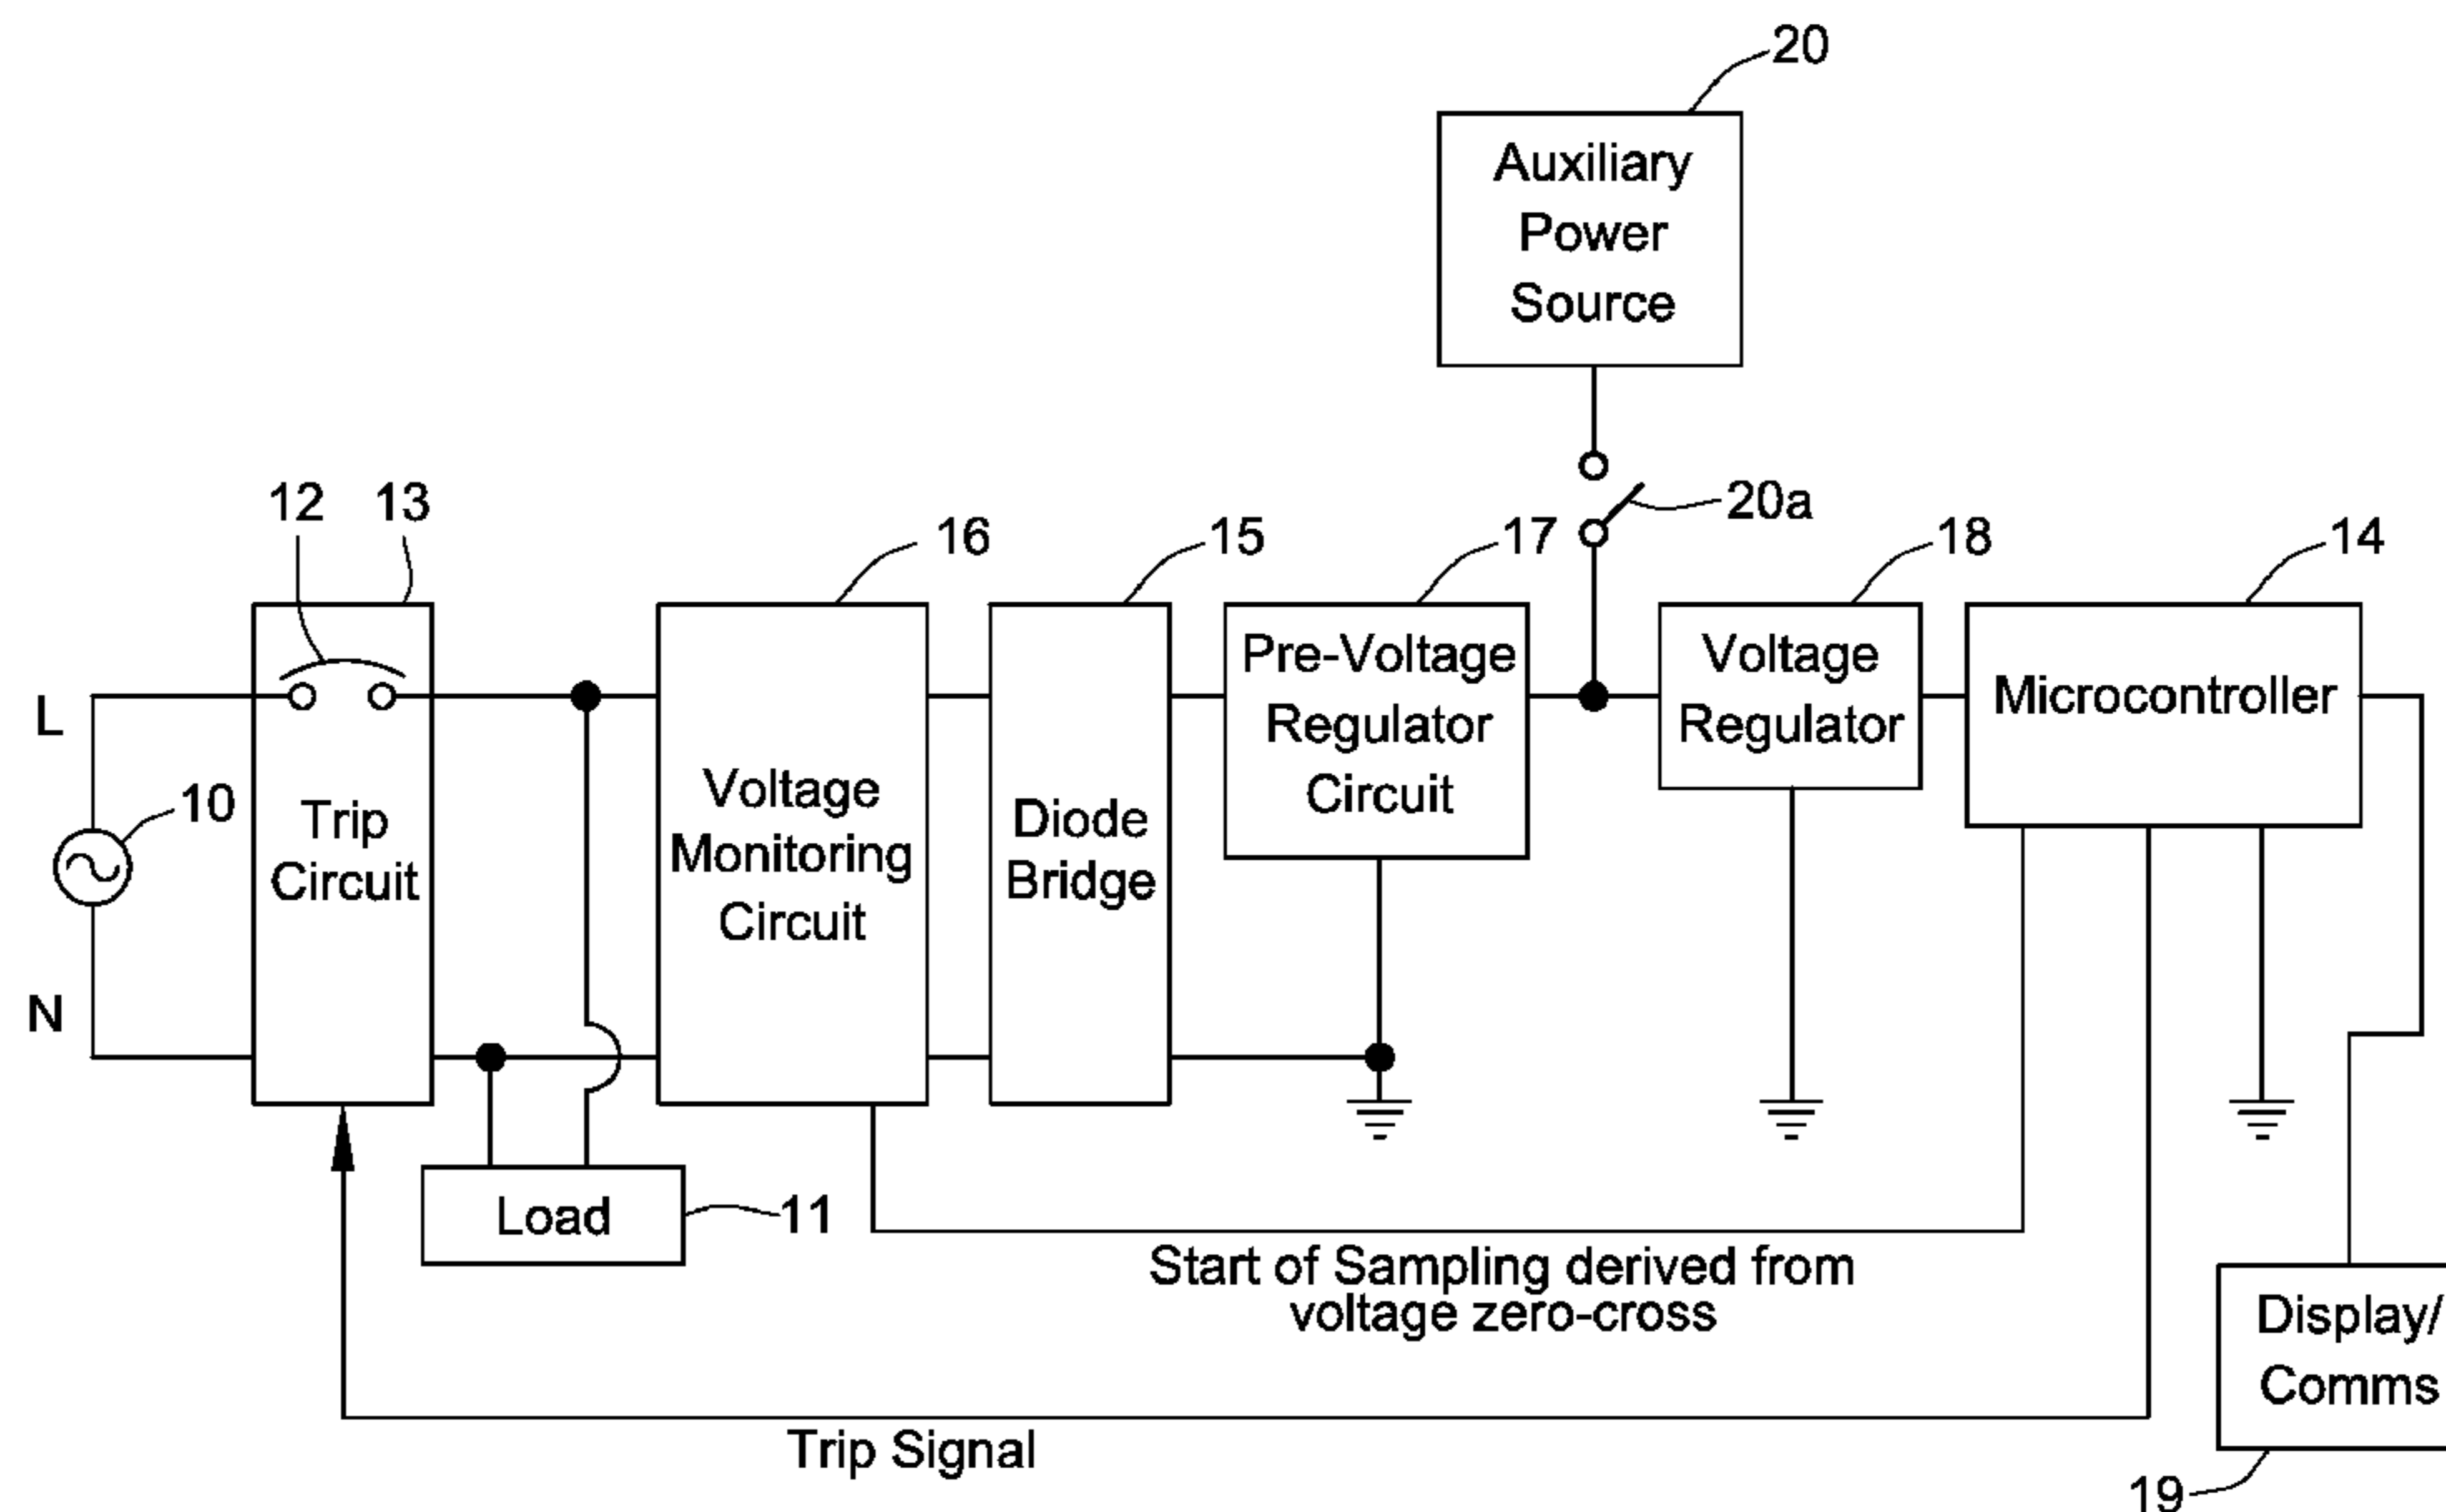 20
Auxiliary
Power
Source
20a
12
13
16
15
17
18
14
L
10
N
Trip
Circuit
Voltage
Monitoring
Circuit
Diode
Bridge
Pre-Voltage
Regulator
Circuit
Voltage
Regulator
Microcontroller
Load
11
Start of Sampling derived from
voltage zero-cross
Display/
Comms
Trip Signal
19